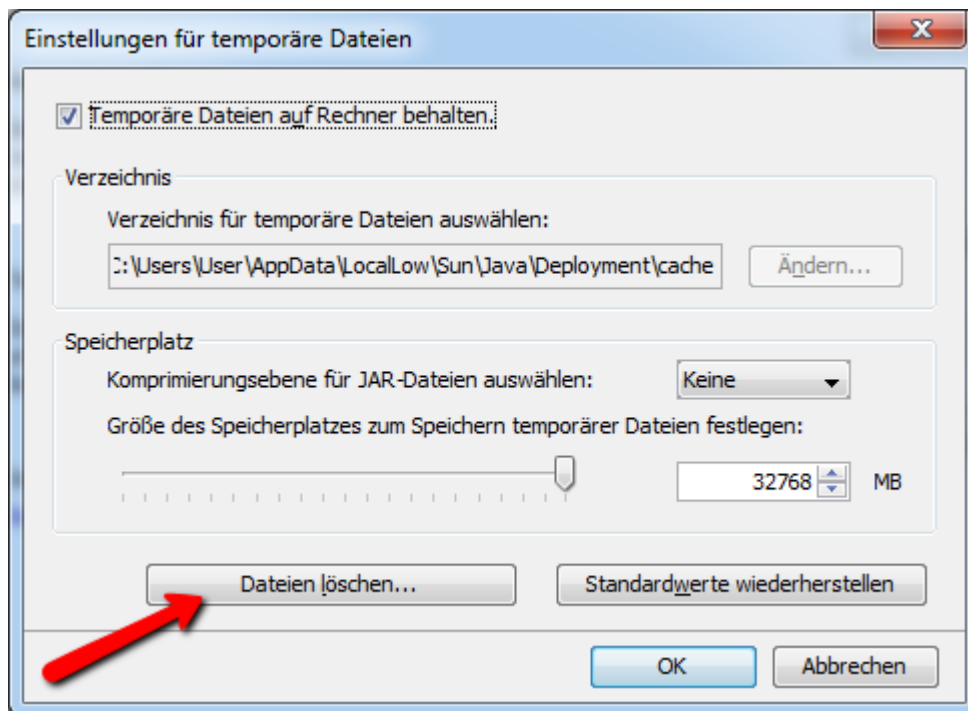 Einstellungen für temporäre Dateien
Temporäre Dateien auf Rechner behalten.
Verzeichnis
Verzeichnis für temporäre Dateien auswählen:
:\Users\User\AppData\LocalLow\Sun\Java\Deployment\cache
Ändern...
Speicherplatz
Komprimierungsebene für JAR-Dateien auswählen:
Keine
Größe des Speicherplatzes zum Speichern temporärer Dateien festlegen:
32768 MB
Dateien löschen...
Standardwerte wiederherstellen
OK
Abbrechen